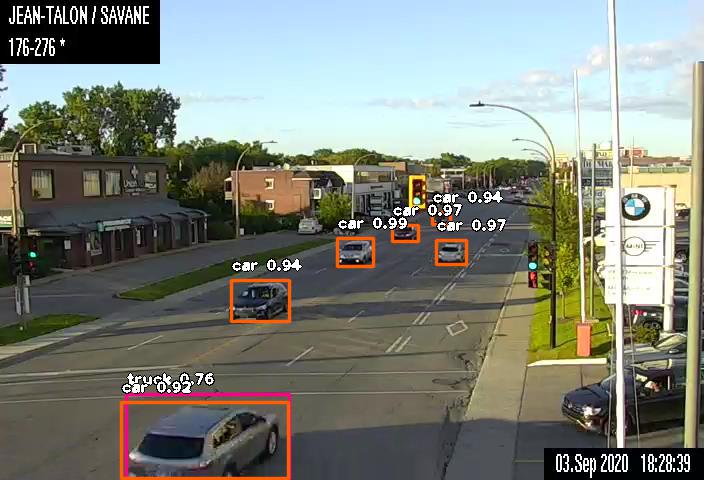 JEAN-TALON / SAVANE
176-276 *
car 0.94
car 0.97
car 0.99
car 0.97
car 0.94
truck 0.76
car 0.92
BMW
MINI
03.Sep 2020 18:28:39